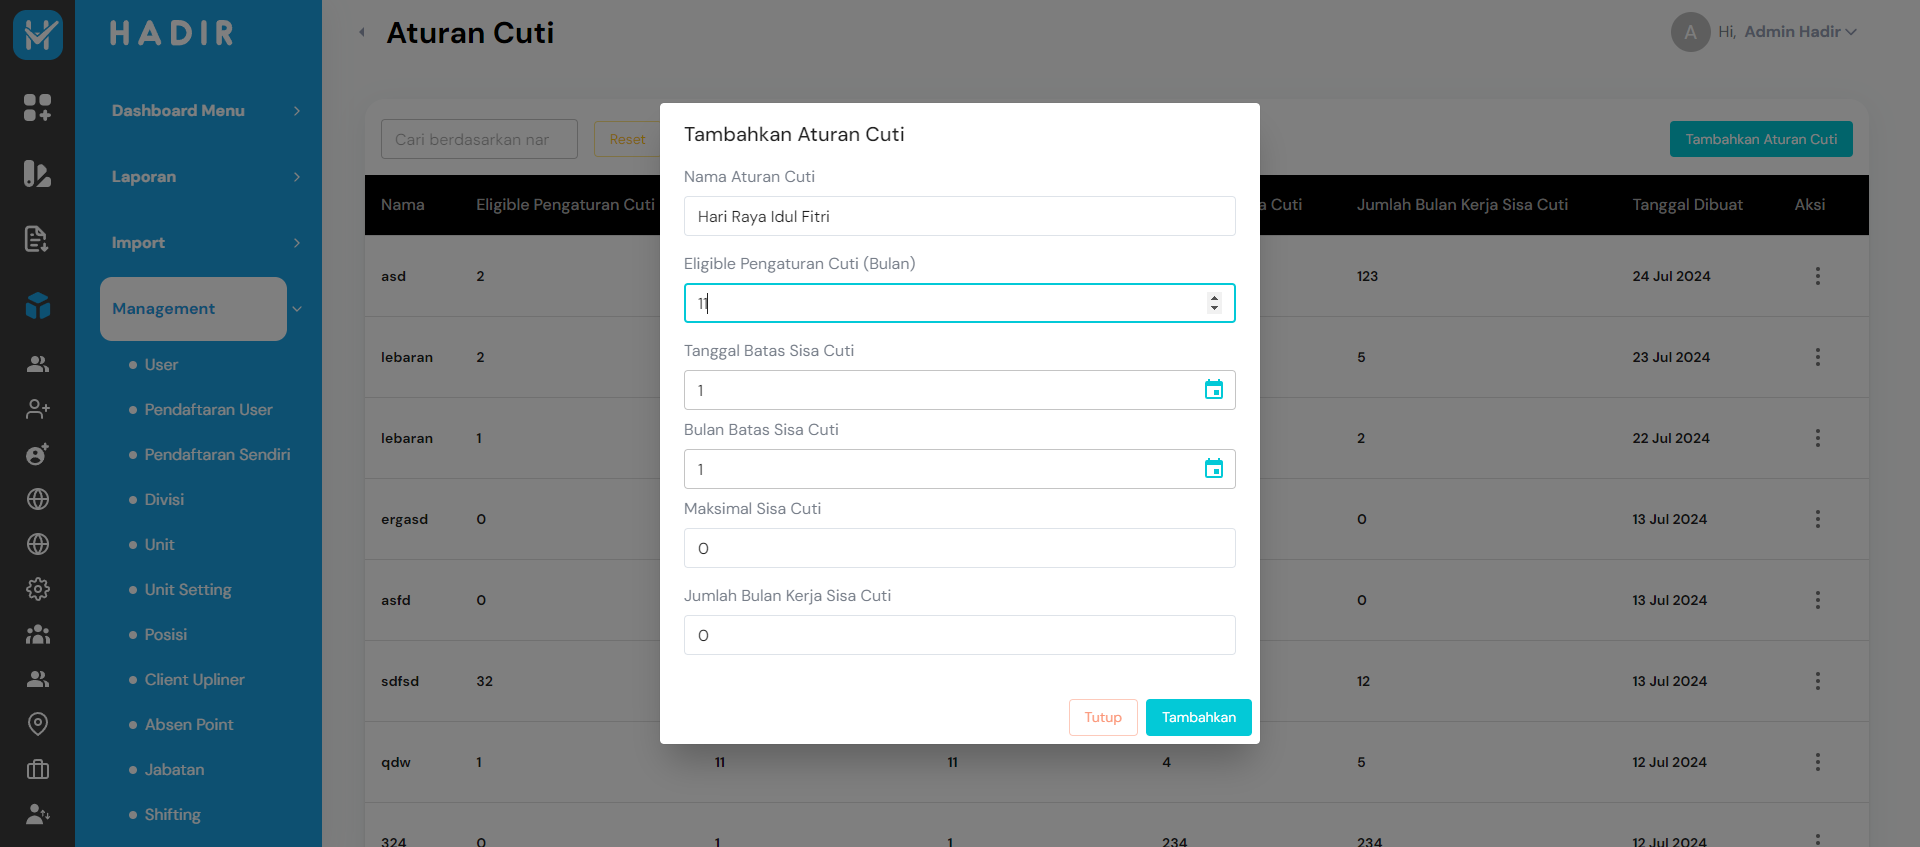 HADIR
Aturan Cuti
A Hi, Admin Hadir
Dashboard Menu
Laporan
Import
Management
User
Pendaftaran User
Pendaftaran Sendiri
Divisi
Unit
Unit Setting
Posisi
Client Upliner
Absen Point
Jabatan
Shifting
Cari berdasarkan nar
Reset
Tambahkan Aturan Cuti
Nama Eligible Pengaturan Cuti a Cuti Jumlah Bulan Kerja Sisa Cuti Tanggal Dibuat Aksi
asd 2 123 24 Jul 2024
lebaran 2 5 23 Jul 2024
lebaran 1 2 22 Jul 2024
ergasd 0 0 13 Jul 2024
asfd 0 0 13 Jul 2024
sdfsd 32 12 13 Jul 2024
qdw 1 11 11 4 5 12 Jul 2024
324 0 1 1 234 234 12 Jul 2024
Tambahkan Aturan Cuti
Nama Aturan Cuti
Hari Raya Idul Fitri
Eligible Pengaturan Cuti (Bulan)
11
Tanggal Batas Sisa Cuti
1
Bulan Batas Sisa Cuti
1
Maksimal Sisa Cuti
0
Jumlah Bulan Kerja Sisa Cuti
0
Tutup
Tambahkan